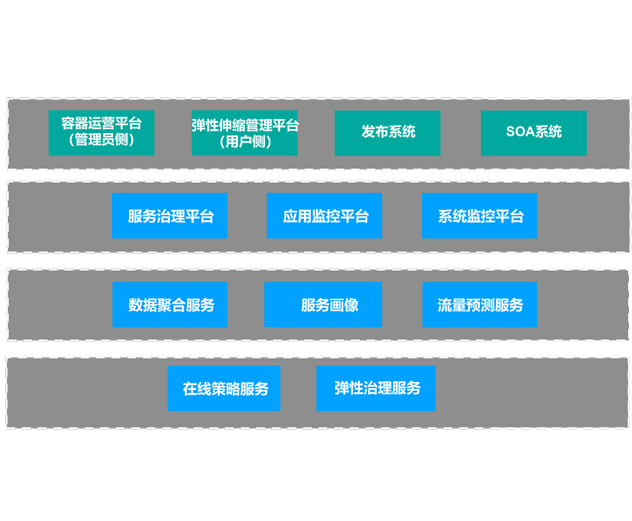 容器运营平台
（管理员侧）
弹性伸缩管理平台
（用户侧）
发布系统
SOA系统
服务治理平台
应用监控平台
系统监控平台
数据聚合服务
服务画像
流量预测服务
在线策略服务
弹性治理服务